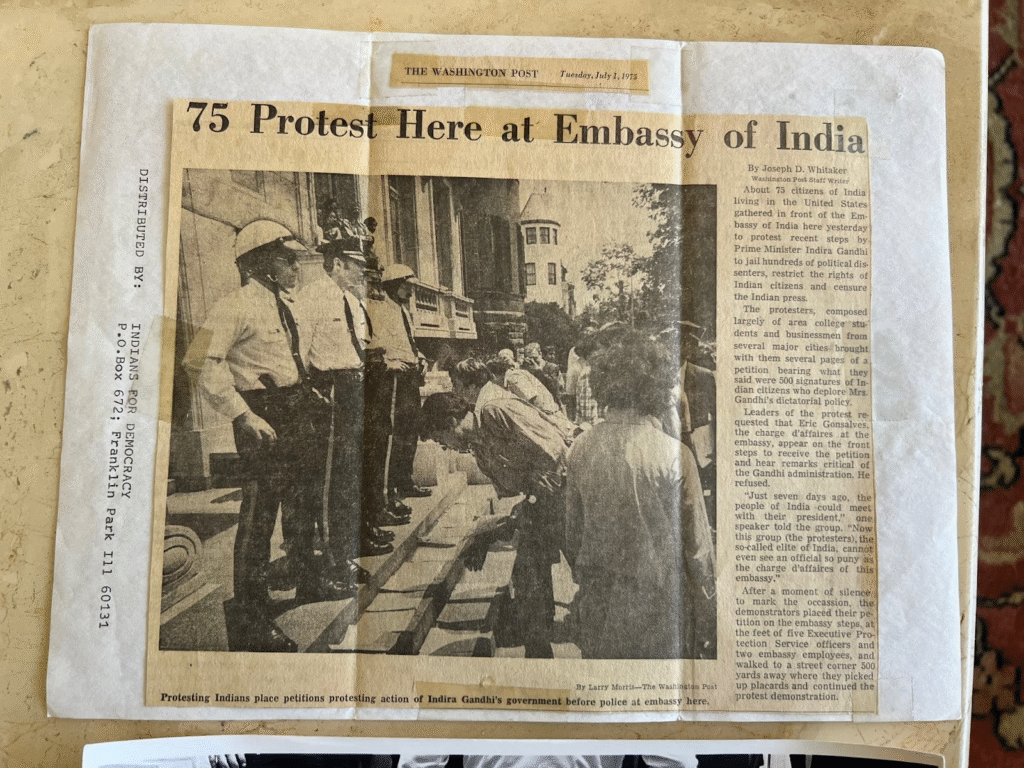 THE WASHINGTON POST Tuesday, July 1, 1975
75 Protest Here at Embassy of India
By Joseph D. Whitaker
Washington Post Staff Writer
About 75 citizens of India
living in the United States
gathered in front of the Em-
bassy of India here yesterday
to protest recent steps by
Prime Minister Indira Gandhi
to jail hundreds of political dis-
senters, restrict the rights of
Indian citizens and censure
the Indian press.
The protesters, composed
largely of area college stu-
dents and businessmen from
several major cities brought
with them several pages of a
petition bearing what they
said were 500 signatures of In-
dian citizens who deplore Mrs.
Gandhi's dictatorial policy.
Leaders of the protest re-
quested that Eric Gonsalves,
the charge d'affaires at the
embassy, appear on the front
steps to receive the petition
and hear remarks critical of
the Gandhi administration. He
refused.
"Just seven days ago, the
people of India could meet
with their president," one
speaker told the group. "Now
this group (the protesters), the
so-called elite of India, cannot
even see an official so puny as
the charge d'affaires of this
embassy."
After a moment of silence
to mark the occassion, the
demonstrators placed their pe-
tition on the embassy steps, at
the feet of five Executive Pro-
tection Service officers and
two embassy employees, and
walked to a street corner 500
yards away where they picked
up placards and continued the
protest demonstration.
By Larry Morris—The Washington Post
Protesting Indians place petitions protesting action of Indira Gandhi's government before police at embassy here.
DISTRIBUTED BY: INDIANS FOR DEMOCRACY
P.O.Box 672; Franklin Park Ill 60131